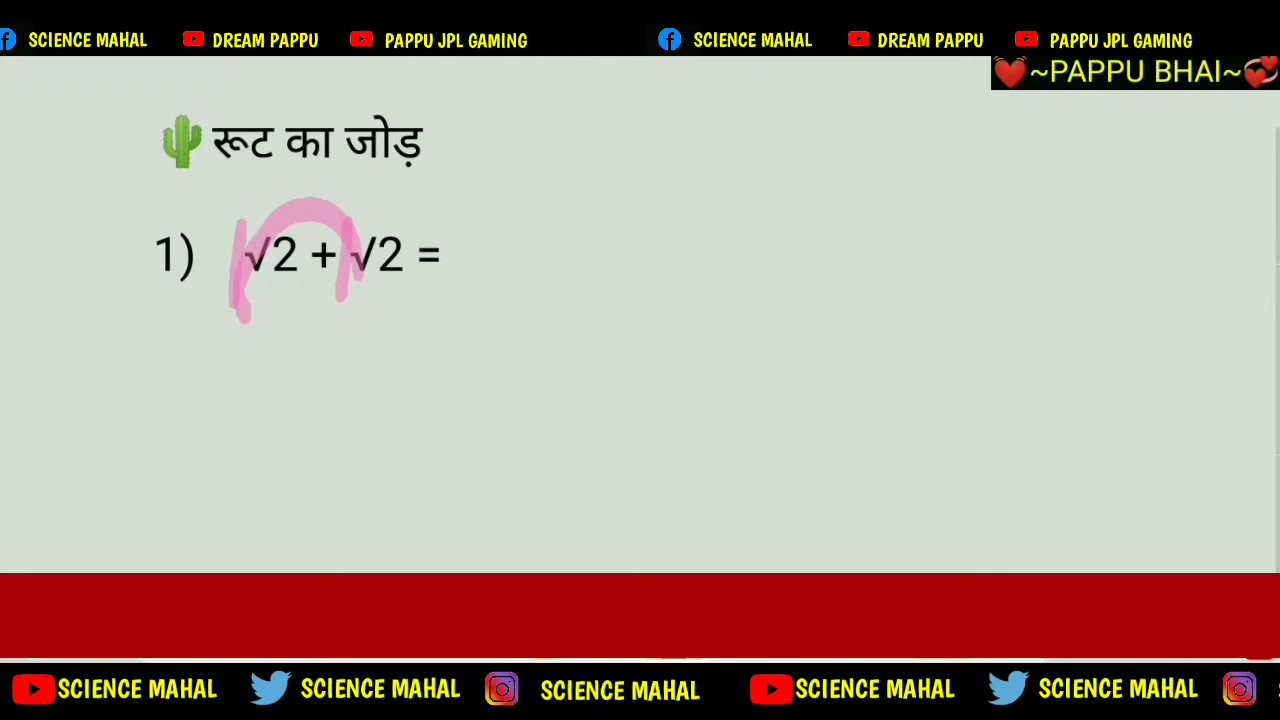 SCIENCE MAHAL DREAM PAPPU PAPPU JPL GAMING SCIENCE MAHAL DREAM PAPPU PAPPU JPL GAMING
~PAPPU BHAI~
रूट का जोड़
1) √2 + √2 =
SCIENCE MAHAL SCIENCE MAHAL SCIENCE MAHAL SCIENCE MAHAL SCIENCE MAHAL